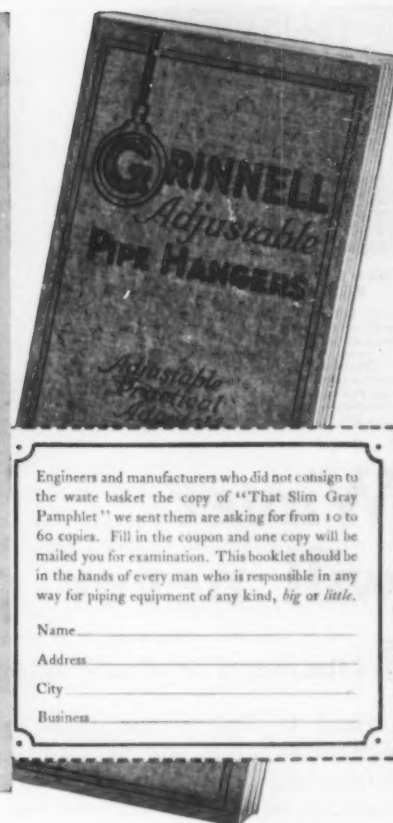 GRINNELL
Adjustable
PIPE HANGERS
Adjustable
Practical
Engineers and manufacturers who did not consign to
the waste basket the copy of “That Slim Gray
Pamphlet” we sent them are asking for from 10 to
60 copies. Fill in the coupon and one copy will be
mailed you for examination. This booklet should be
in the hands of every man who is responsible in any
way for piping equipment of any kind, big or little.
Name
Address
City
Business